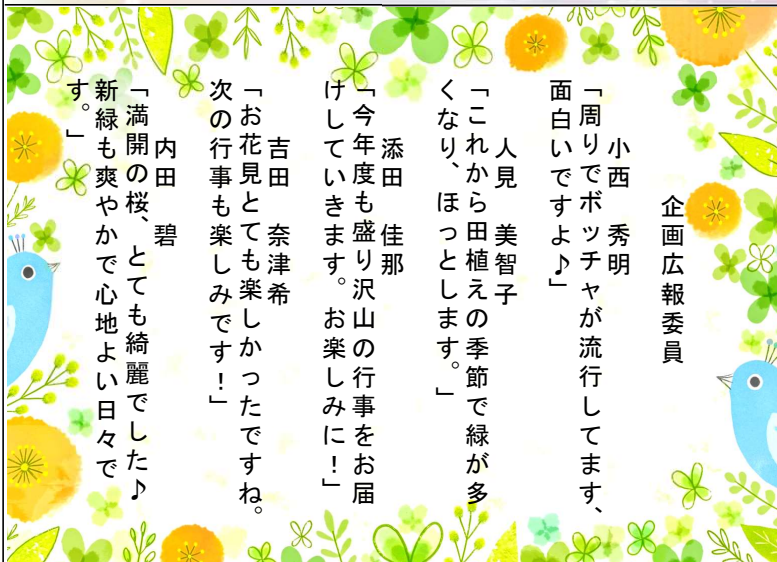 企画広報委員
小西　秀明
「周りでボッチャが流行してます、
面白いですよ♪」
人見　美智子
「これから田植えの季節で緑が多
くなり、ほっとします。」
添田　佳那
「今年度も盛り沢山の行事をお届
けしていきます。お楽しみに！」
吉田　奈津希
「お花見とても楽しかったですね。
次の行事も楽しみです！」
内田　碧
「満開の桜、とても綺麗でした♪
新緑も爽やかで心地よい日々で
す。」